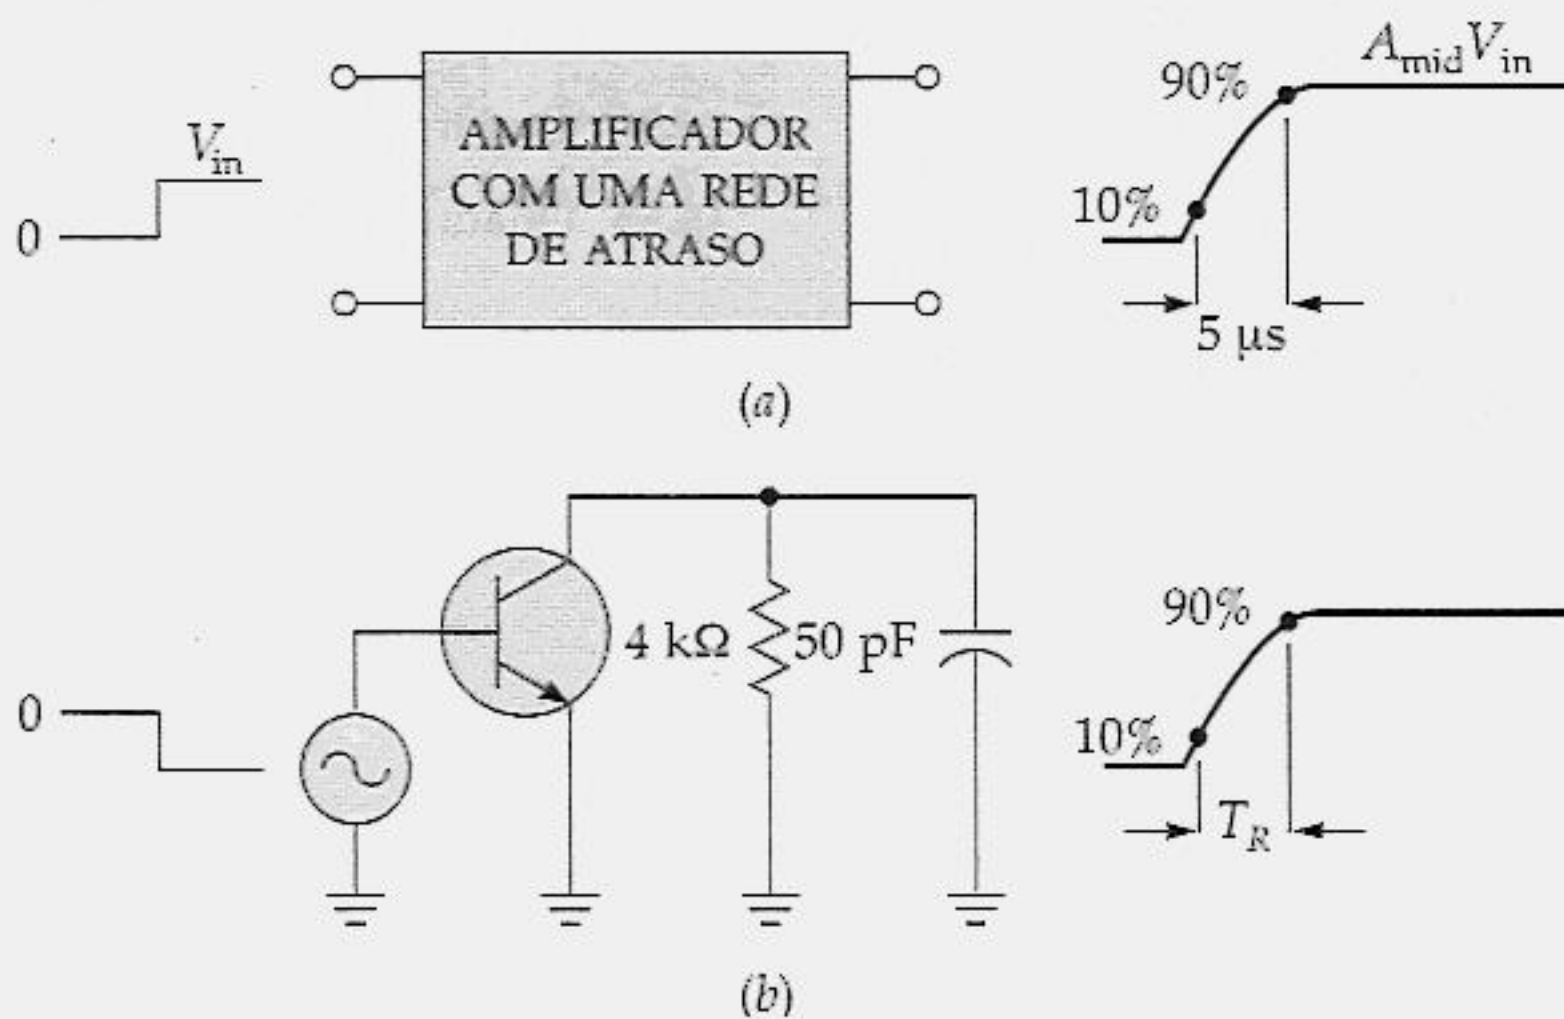 A_mid V_in
90%
V_in
AMPLIFICADOR
COM UMA REDE
DE ATRASO
10%
0
5 μs
(a)
90%
4 kΩ
50 pF
0
10%
T_R
(b)